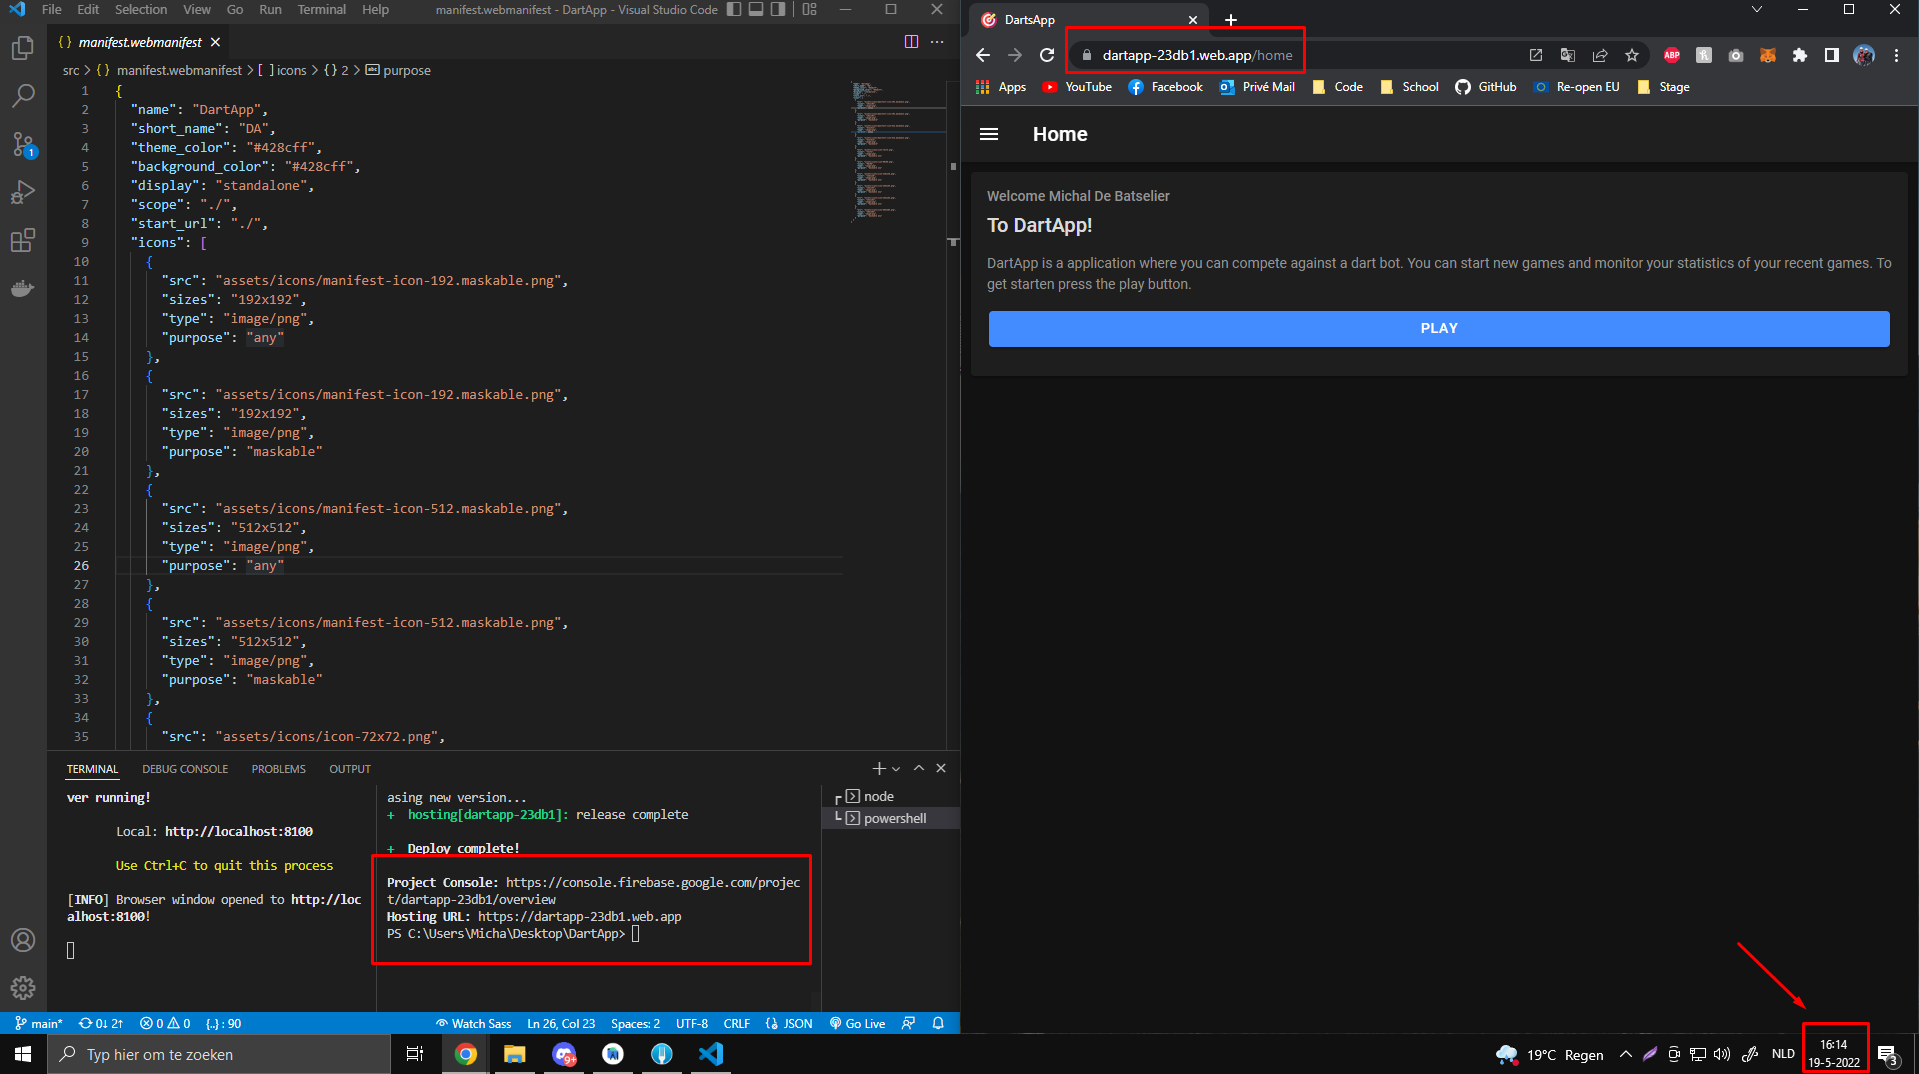 File Edit Selection View Go Run Terminal Help manifest.webmanifest - DartApp - Visual Studio Code
{ } manifest.webmanifest
src > { } manifest.webmanifest > [ ] icons > { } 2 > abc purpose
1 {
2 "name": "DartApp",
3 "short_name": "DA",
4 "theme_color": "#428cff",
5 "background_color": "#428cff",
6 "display": "standalone",
7 "scope": "./",
8 "start_url": "./",
9 "icons": [
10 {
11 "src": "assets/icons/manifest-icon-192.maskable.png",
12 "sizes": "192x192",
13 "type": "image/png",
14 "purpose": "any"
15 },
16 {
17 "src": "assets/icons/manifest-icon-192.maskable.png",
18 "sizes": "192x192",
19 "type": "image/png",
20 "purpose": "maskable"
21 },
22 {
23 "src": "assets/icons/manifest-icon-512.maskable.png",
24 "sizes": "512x512",
25 "type": "image/png",
26 "purpose": "any"
27 },
28 {
29 "src": "assets/icons/manifest-icon-512.maskable.png",
30 "sizes": "512x512",
31 "type": "image/png",
32 "purpose": "maskable"
33 },
34 {
35 "src": "assets/icons/icon-72x72.png",
1
TERMINAL DEBUG CONSOLE PROBLEMS OUTPUT
ver running!
Local: http://localhost:8100
Use Ctrl+C to quit this process
[INFO] Browser window opened to http://loc
alhost:8100!
asing new version...
+ hosting[dartapp-23db1]: release complete
+ Deploy complete!
Project Console: https://console.firebase.google.com/projec
t/dartapp-23db1/overview
Hosting URL: https://dartapp-23db1.web.app
PS C:\Users\Micha\Desktop\DartApp>
node
powershell
main* 0↓ 2↑ 0 0 {..} : 90 Watch Sass Ln 26, Col 23 Spaces: 2 UTF-8 CRLF { } JSON Go Live
DartsApp
dartapp-23db1.web.app/home
ABP
Apps YouTube Facebook Privé Mail Code School GitHub Re-open EU Stage
Home
Welcome Michal De Batselier
To DartApp!
DartApp is a application where you can compete against a dart bot. You can start new games and monitor your statistics of your recent games. To
get starten press the play button.
PLAY
Typ hier om te zoeken
9+
19°C Regen
NLD
16:14
19-5-2022
3